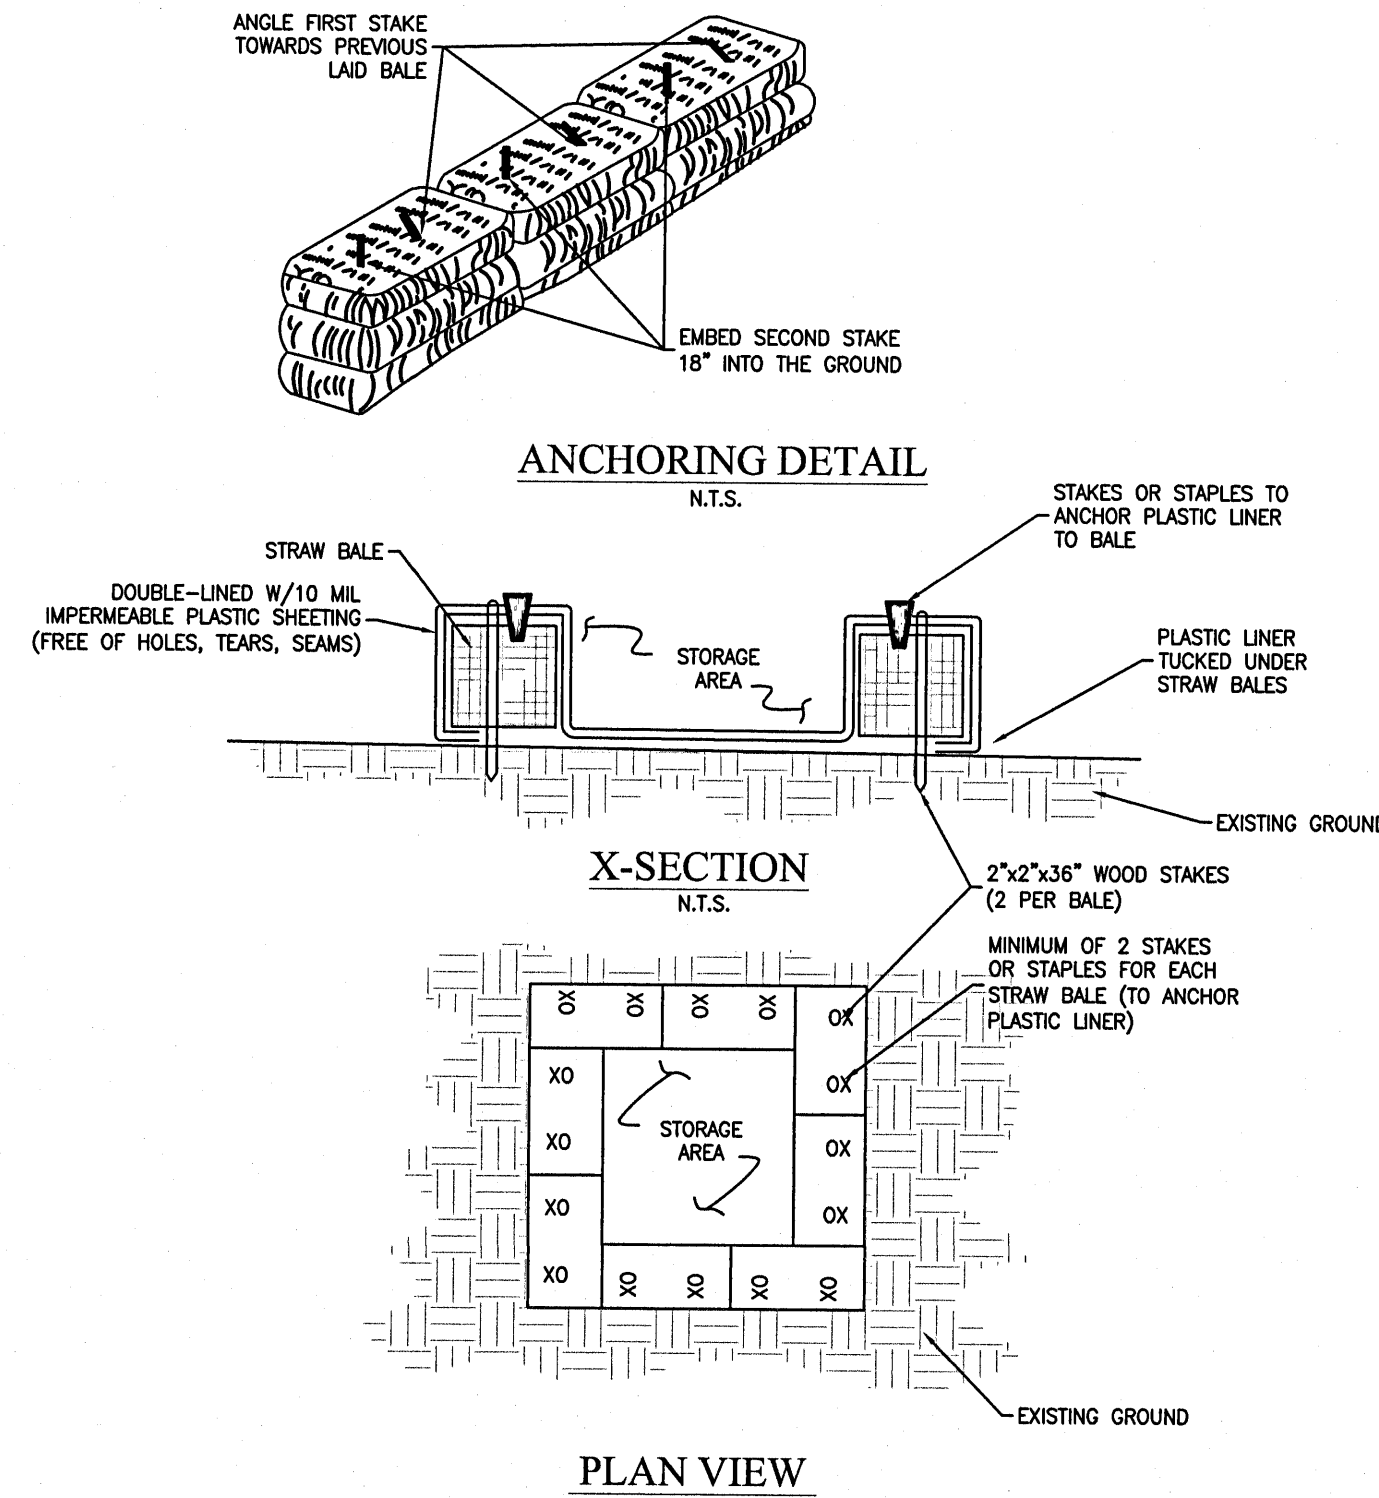 ANGLE FIRST STAKE
TOWARDS PREVIOUS
LAID BALE
EMBED SECOND STAKE
18" INTO THE GROUND
ANCHORING DETAIL
N.T.S.
STAKES OR STAPLES TO
ANCHOR PLASTIC LINER
TO BALE
STRAW BALE
DOUBLE-LINED W/10 MIL
IMPERMEABLE PLASTIC SHEETING
(FREE OF HOLES, TEARS, SEAMS)
STORAGE
AREA
PLASTIC LINER
TUCKED UNDER
STRAW BALES
EXISTING GROUN
X-SECTION
N.T.S.
2"x2"x36" WOOD STAKES
(2 PER BALE)
MINIMUM OF 2 STAKES
OR STAPLES FOR EACH
STRAW BALE (TO ANCHOR
PLASTIC LINER)
XO XO XO XO
OX
XO
OX
STORAGE
AREA
XO
OX
XO
OX
XO
XO XO XO XO
EXISTING GROUND
PLAN VIEW